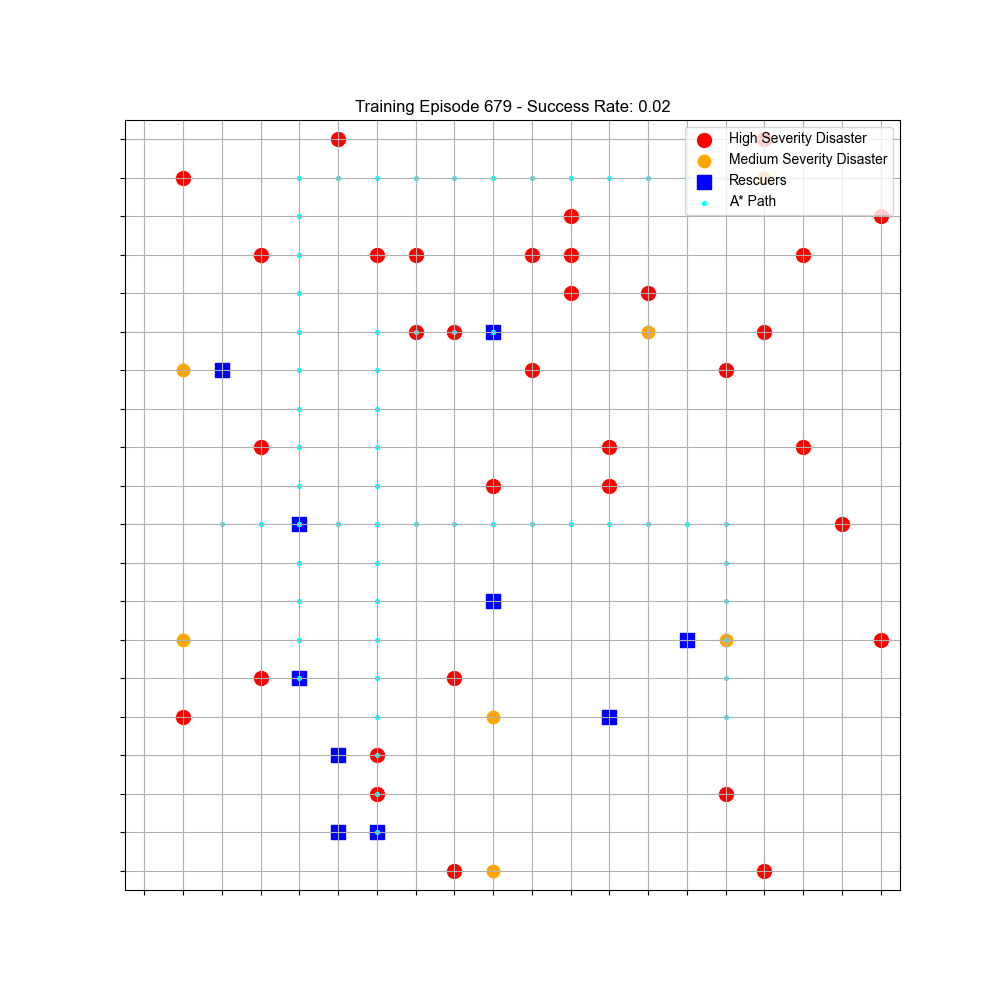 Training Episode 679 - Success Rate: 0.02
High Severity Disaster
Medium Severity Disaster
Rescuers
A* Path